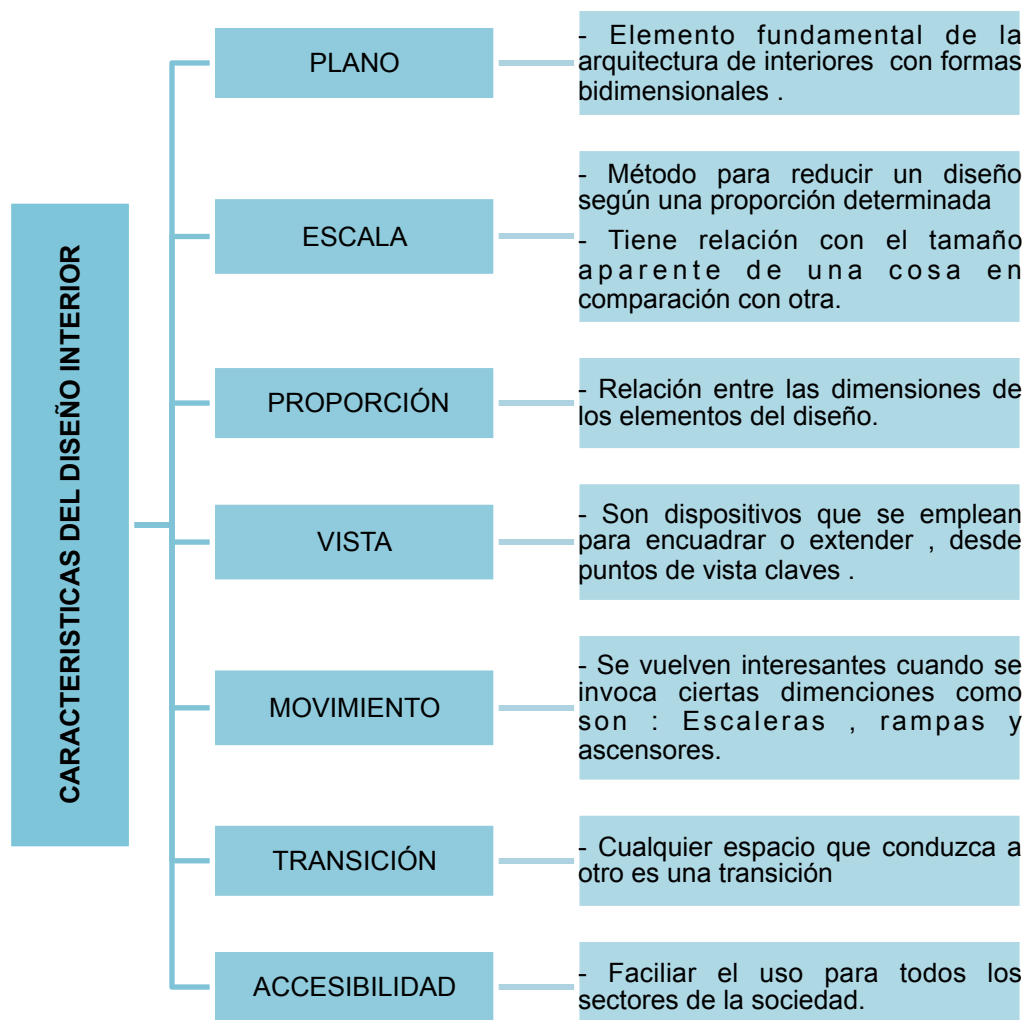 CARACTERISTICAS DEL DISEÑO INTERIOR
PLANO
- Elemento fundamental de la
arquitectura de interiores con formas
bidimensionales .
ESCALA
- Método para reducir un diseño
según una proporción determinada
- Tiene relación con el tamaño
aparente de una cosa en
comparación con otra.
PROPORCIÓN
- Relación entre las dimensiones de
los elementos del diseño.
VISTA
- Son dispositivos que se emplean
para encuadrar o extender , desde
puntos de vista claves .
MOVIMIENTO
- Se vuelven interesantes cuando se
invoca ciertas dimenciones como
son : Escaleras , rampas y
ascensores.
TRANSICIÓN
- Cualquier espacio que conduzca a
otro es una transición
ACCESIBILIDAD
- Faciliar el uso para todos los
sectores de la sociedad.